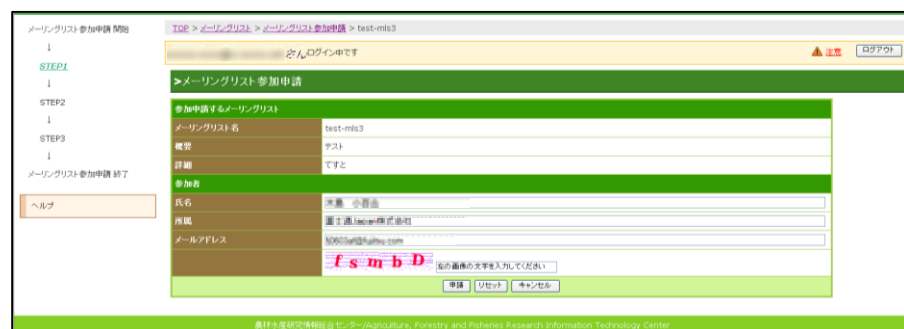 メーリングリスト参加申請 開始
↓
STEP1
↓
STEP2
↓
STEP3
↓
メーリングリスト参加申請 終了
ヘルプ
TOP > メーリングリスト > メーリングリスト参加申請 > test-mls3
さんログイン中です
注意
ログアウト
>メーリングリスト参加申請
参加申請するメーリングリスト
メーリングリスト名 test-mls3
概要 テスト
詳細 てすと
参加者
氏名
所属
メールアドレス
f s m b D 左の画像の文字を入力してください
申請 リセット キャンセル
農林水産研究情報総合センター/Agriculture, Forestry and Fisheries Research Information Technology Center